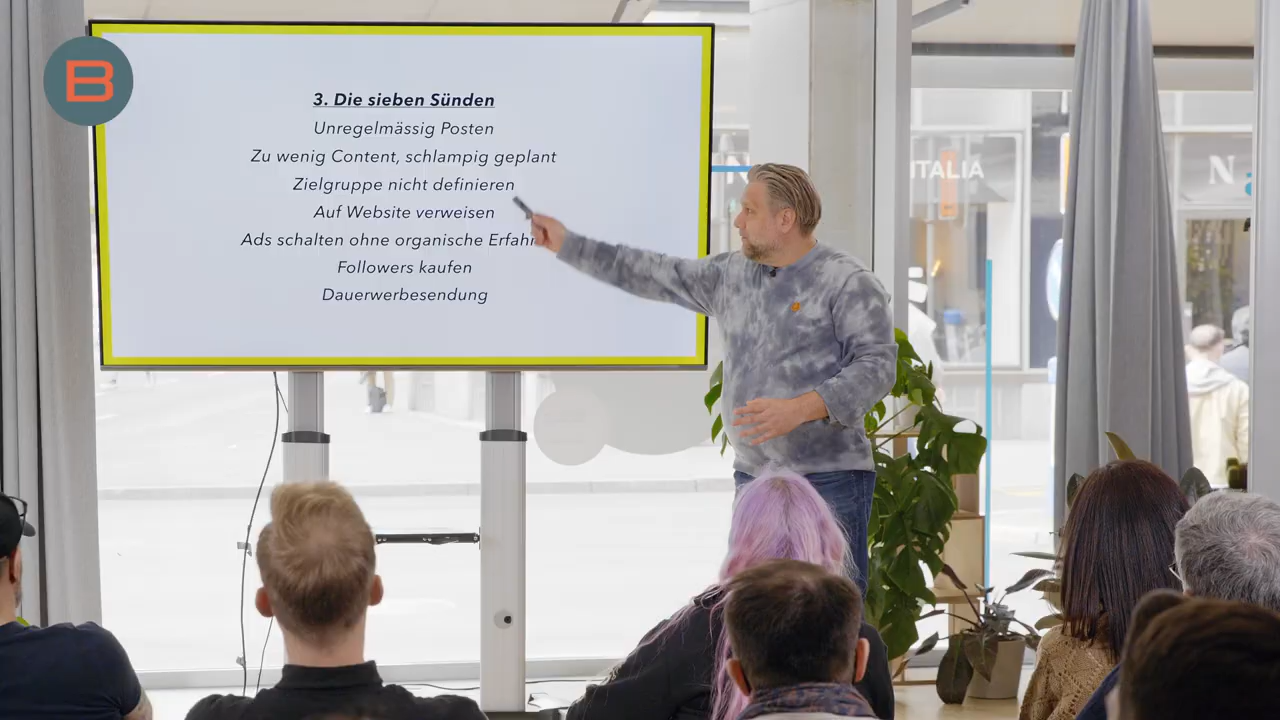 B
3. Die sieben Sünden
Unregelmässig Posten
Zu wenig Content, schlampig geplant
Zielgruppe nicht definieren
Auf Website verweisen
Ads schalten ohne organische
Followers kaufen
Dauerwerbesendung
ITALIA
N